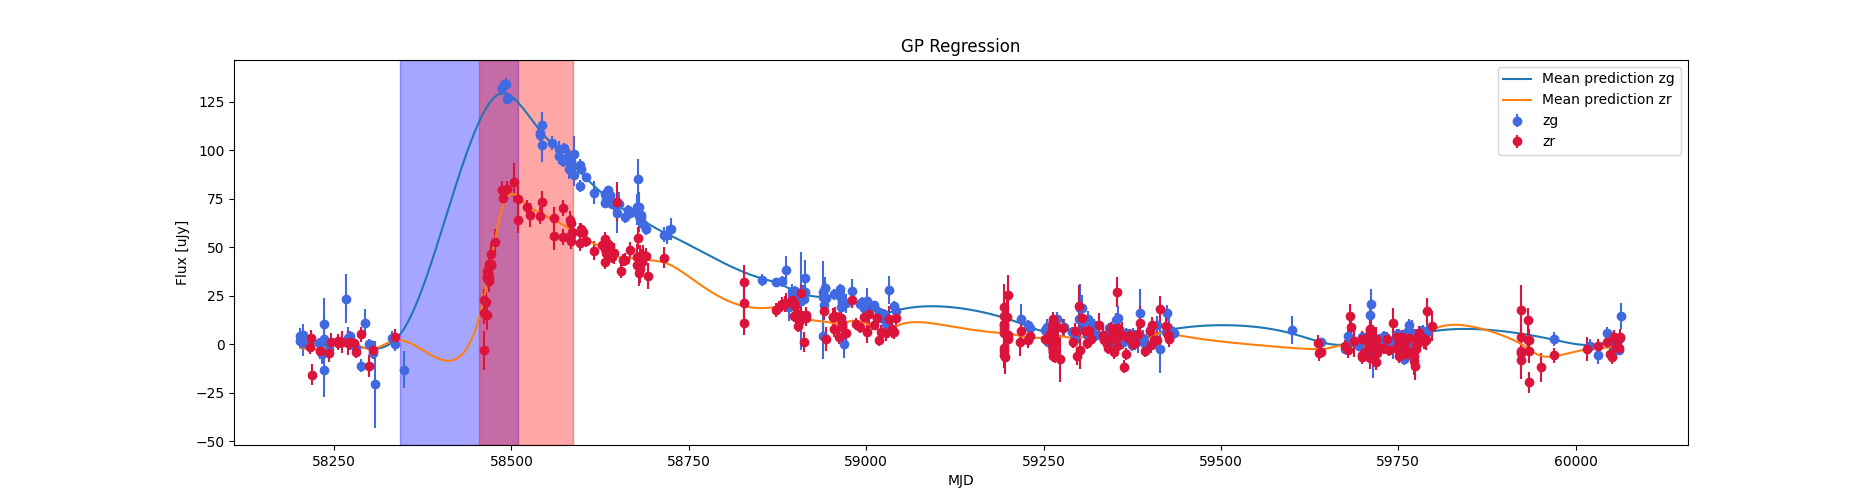 GP Regression
Mean prediction zg
Mean prediction zr
zg
zr
Flux [uJy]
125
100
75
50
25
0
−25
−50
58250
58500
58750
59000
59250
59500
59750
60000
MJD